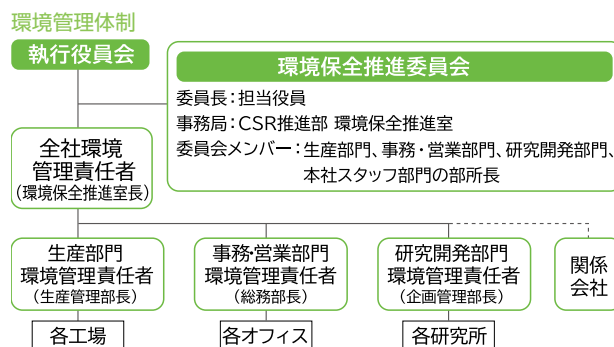 環境管理体制
執行役員会
環境保全推進委員会
委員長：担当役員
事務局：CSR推進部 環境保全推進室
委員会メンバー：生産部門、事務・営業部門、研究開発部門、
本社スタッフ部門の部所長
全社環境
管理責任者
（環境保全推進室長）
生産部門
環境管理責任者
（生産管理部長）
事務・営業部門
環境管理責任者
（総務部長）
研究開発部門
環境管理責任者
（企画管理部長）
関係
会社
各工場
各オフィス
各研究所